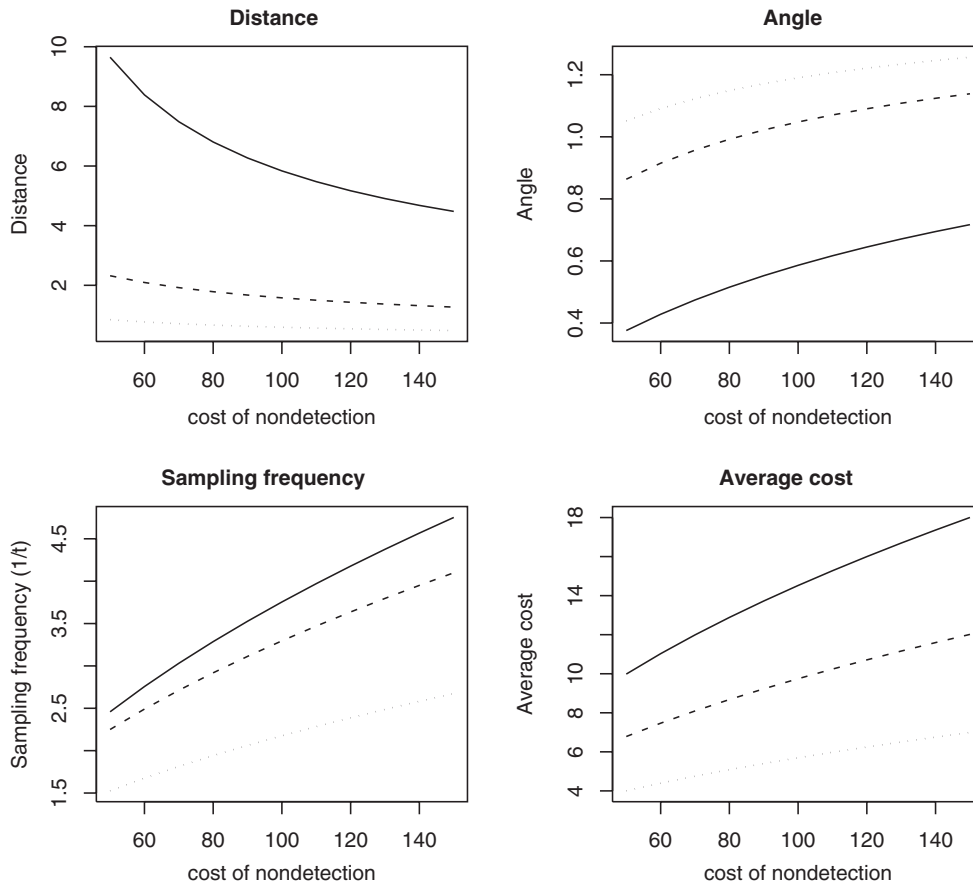 Distance
Distance
10
8
6
4
2
60 80 100 120 140
cost of nondetection
Angle
Angle
1.2
1.0
0.8
0.6
0.4
60 80 100 120 140
cost of nondetection
Sampling frequency
Sampling frequency (1/t)
4.5
3.5
2.5
1.5
60 80 100 120 140
cost of nondetection
Average cost
Average cost
18
14
10
8
6
4
60 80 100 120 140
cost of nondetection